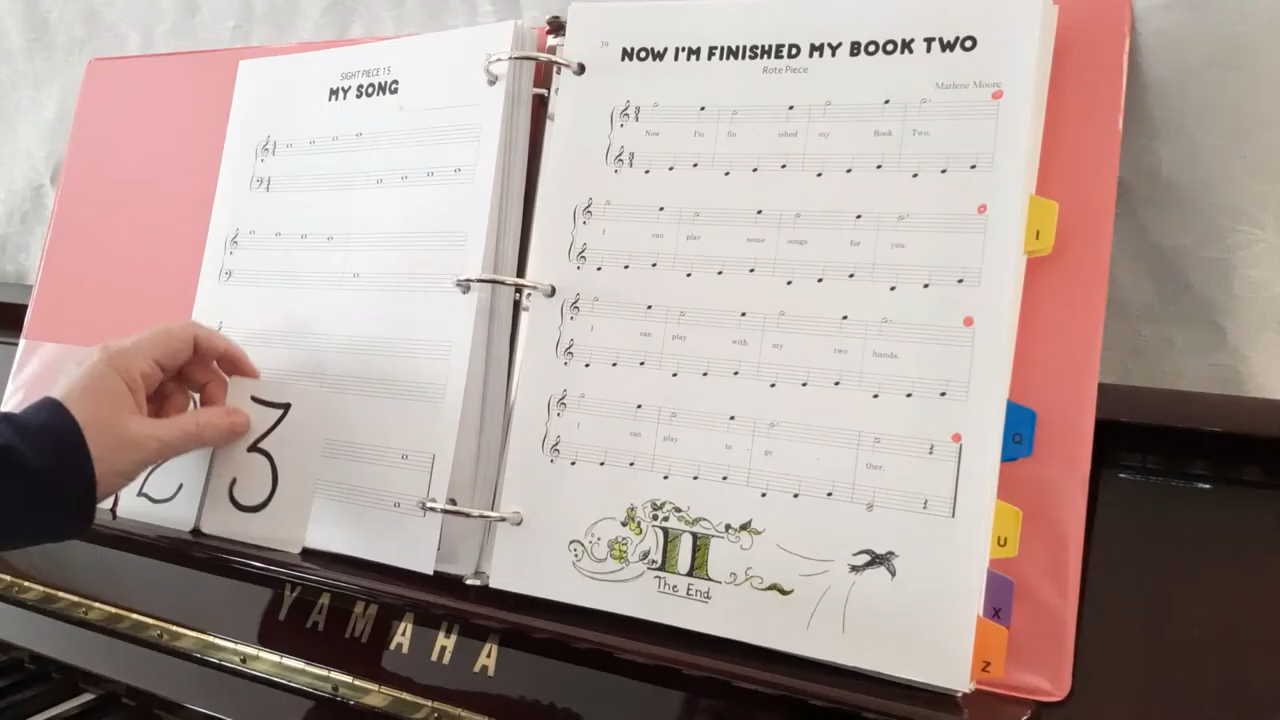 SIGHT PIECE 15
MY SONG
39
NOW I'M FINISHED MY BOOK TWO
Rote Piece
Marlene Moore
Now I'm fin - ished my Book Two.
I can play some songs for you.
I can play with my two hands.
I can play to ge - ther.
II
The End
2
3
I
Q
U
X
Z
YAMAHA